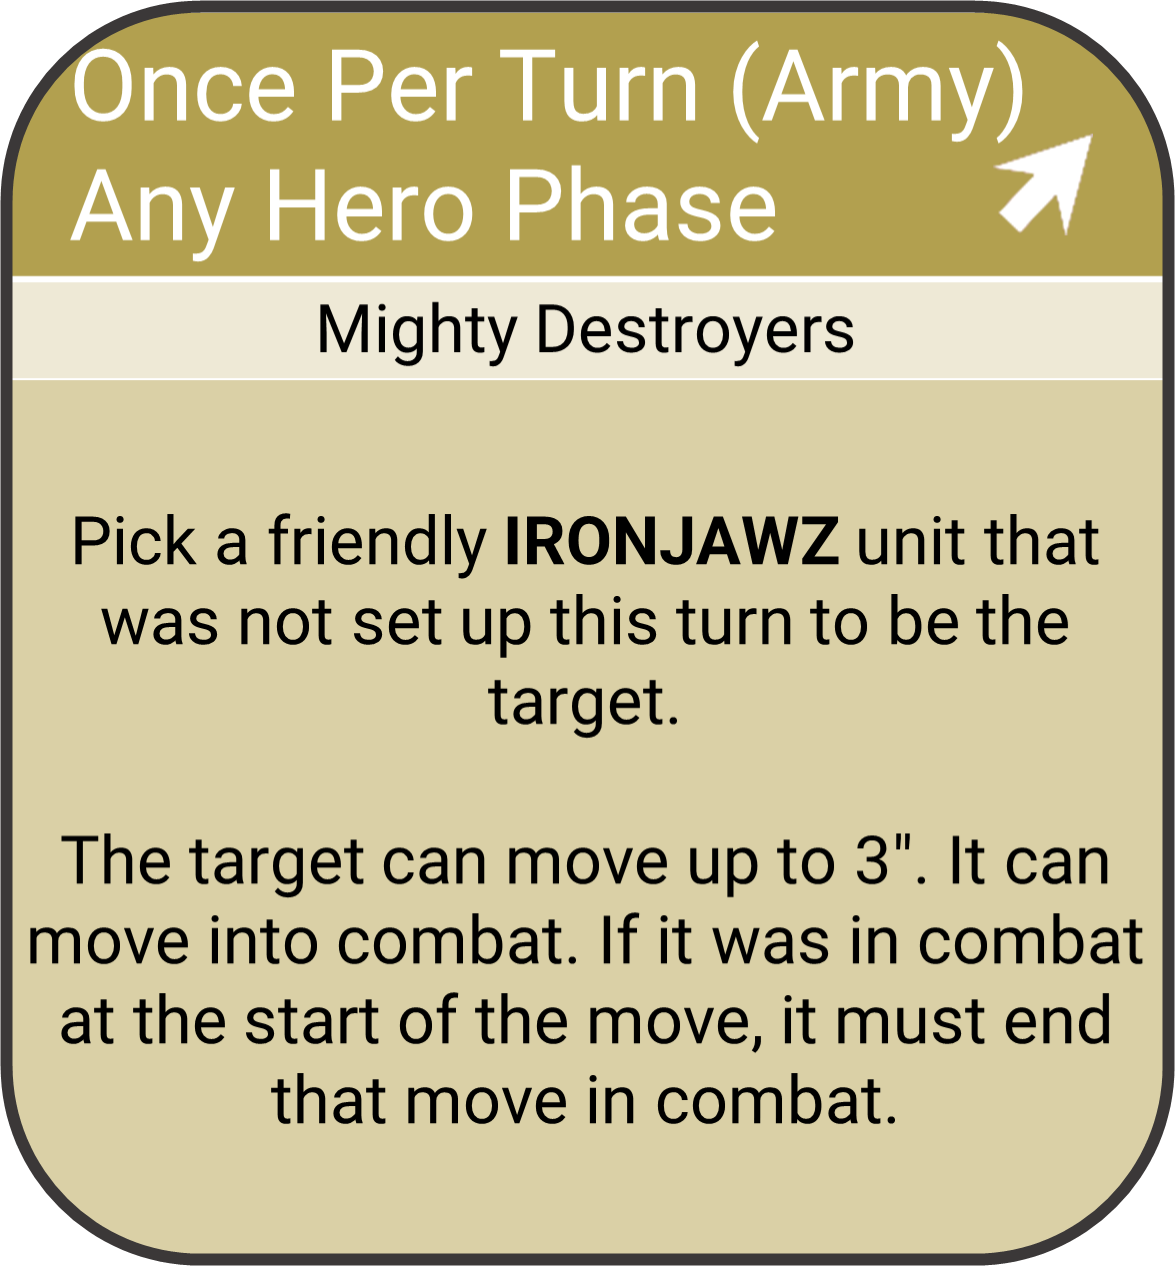 Once Per Turn (Army)
Any Hero Phase
Mighty Destroyers
Pick a friendly IRONJAWZ unit that
was not set up this turn to be the
target.
The target can move up to 3". It can
move into combat. If it was in combat
at the start of the move, it must end
that move in combat.